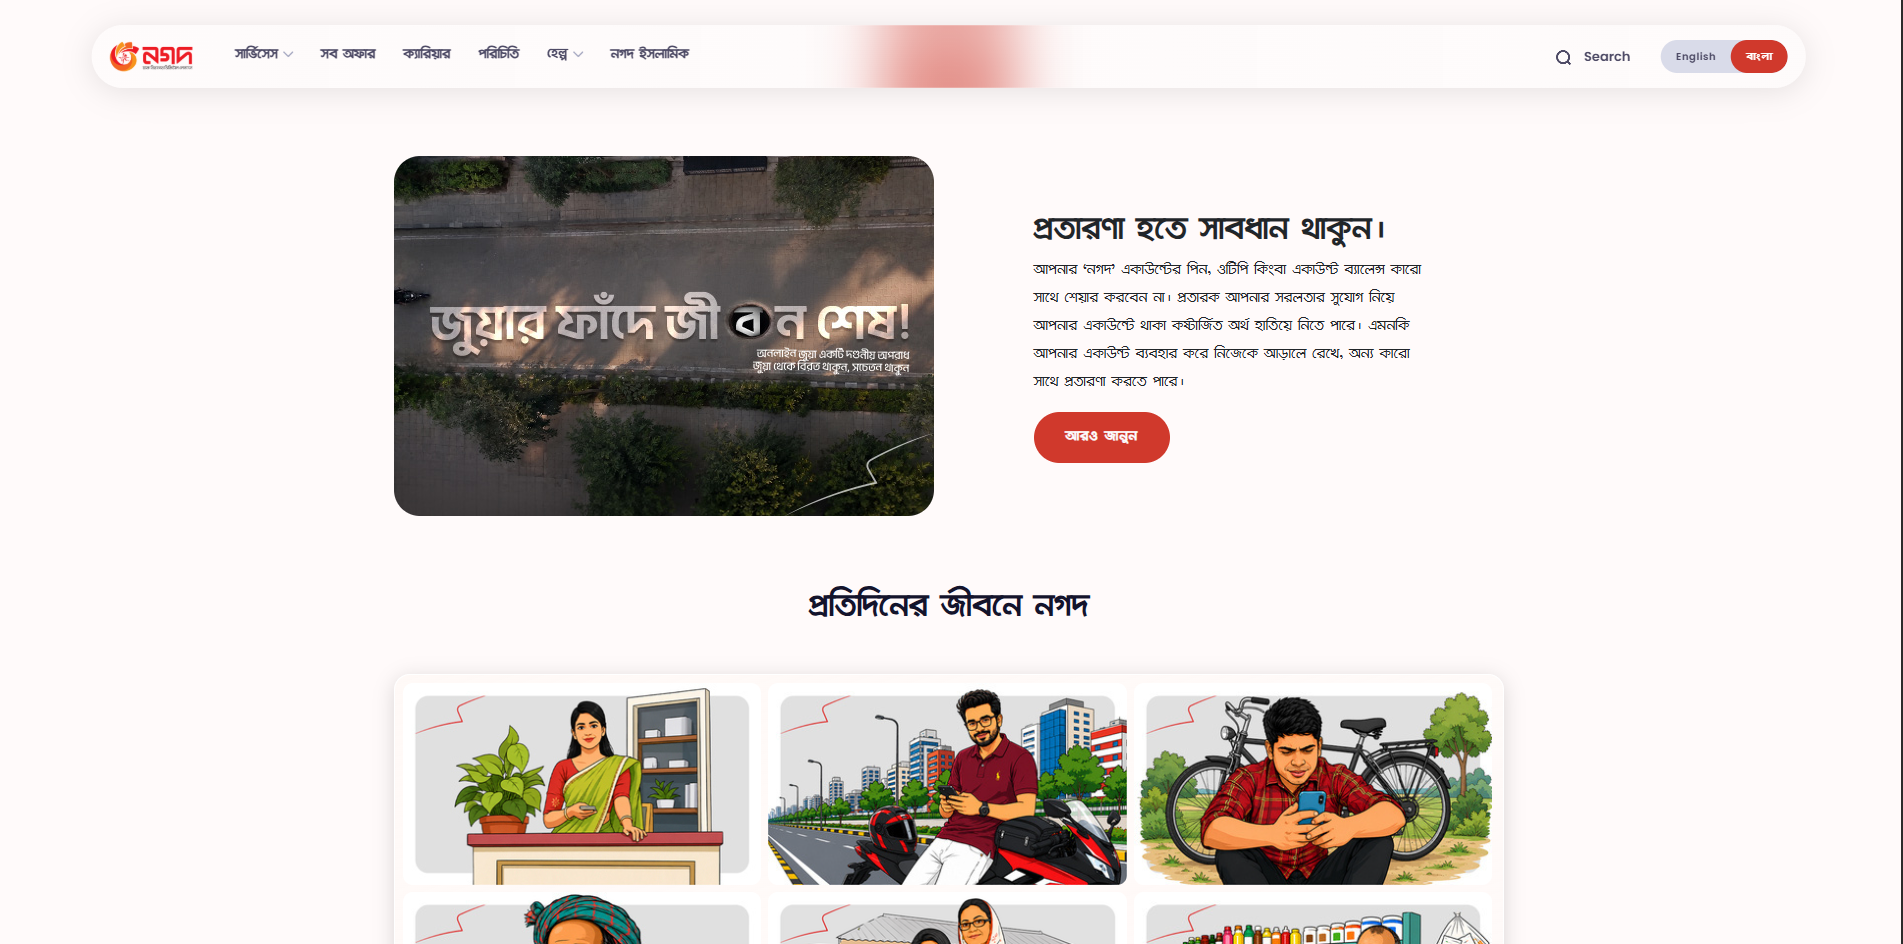 নগদ
সার্ভিসেস
সব অফার
ক্যারিয়ার
পরিচিতি
হেল্প
নগদ ইসলামিক
Search
English
বাংলা
জুয়ার ফাঁদে জীবন শেষ!
অনলাইন জুয়া একটি দণ্ডনীয় অপরাধ
জুয়া থেকে বিরত থাকুন, সচেতন থাকুন
প্রতারণা হতে সাবধান থাকুন।
আপনার ‘নগদ’ একাউন্টের পিন, ওটিপি কিংবা একাউন্ট ব্যালেন্স কারো
সাথে শেয়ার করবেন না। প্রতারক আপনার সরলতার সুযোগ নিয়ে
আপনার একাউন্টে থাকা কষ্টার্জিত অর্থ হাতিয়ে নিতে পারে। এমনকি
আপনার একাউন্ট ব্যবহার করে নিজেকে আড়ালে রেখে, অন্য কারো
সাথে প্রতারণা করতে পারে।
আরও জানুন
প্রতিদিনের জীবনে নগদ